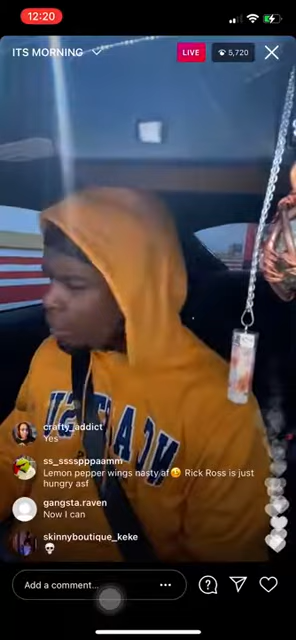 12:20
ITS MORNING
LIVE
5,720
crafty_addict
Yes
ss_sssspppaamm
Lemon pepper wings nasty af Rick Ross is just
hungry asf
gangsta.raven
Now I can
skinnyboutique_keke
Add a comment...